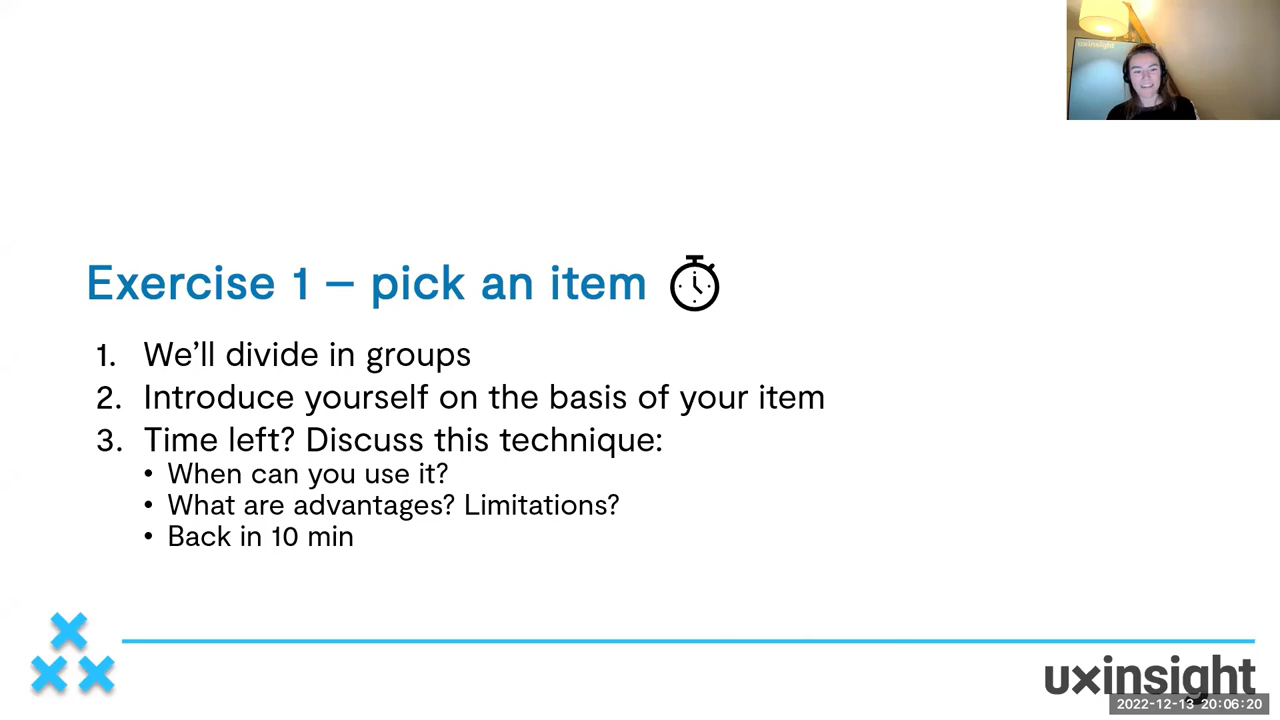 uxinsight
Exercise 1 – pick an item
1. We'll divide in groups
2. Introduce yourself on the basis of your item
3. Time left? Discuss this technique:
• When can you use it?
• What are advantages? Limitations?
• Back in 10 min
uxinsight
2022-12-13 20:06:20